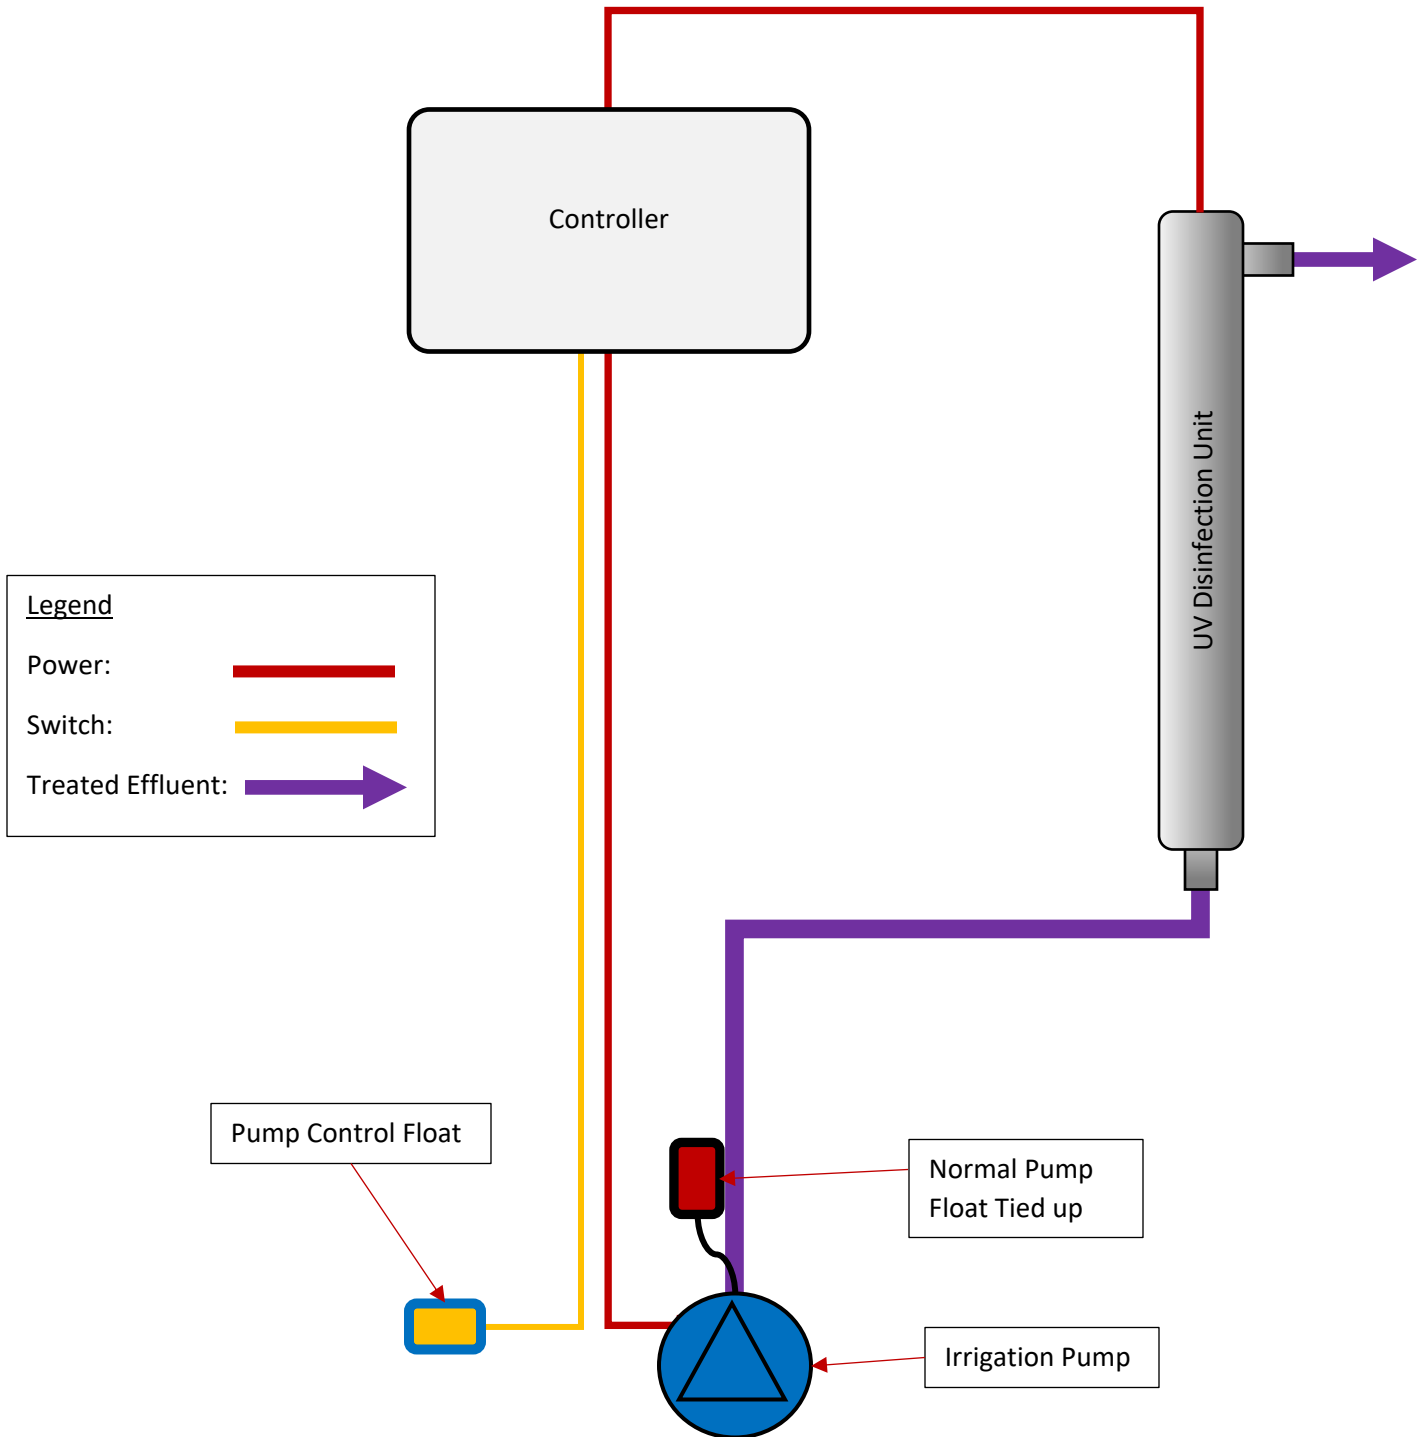 Controller
UV Disinfection Unit
Legend
Power:
Switch:
Treated Effluent:
Pump Control Float
Normal Pump
Float Tied up
Irrigation Pump